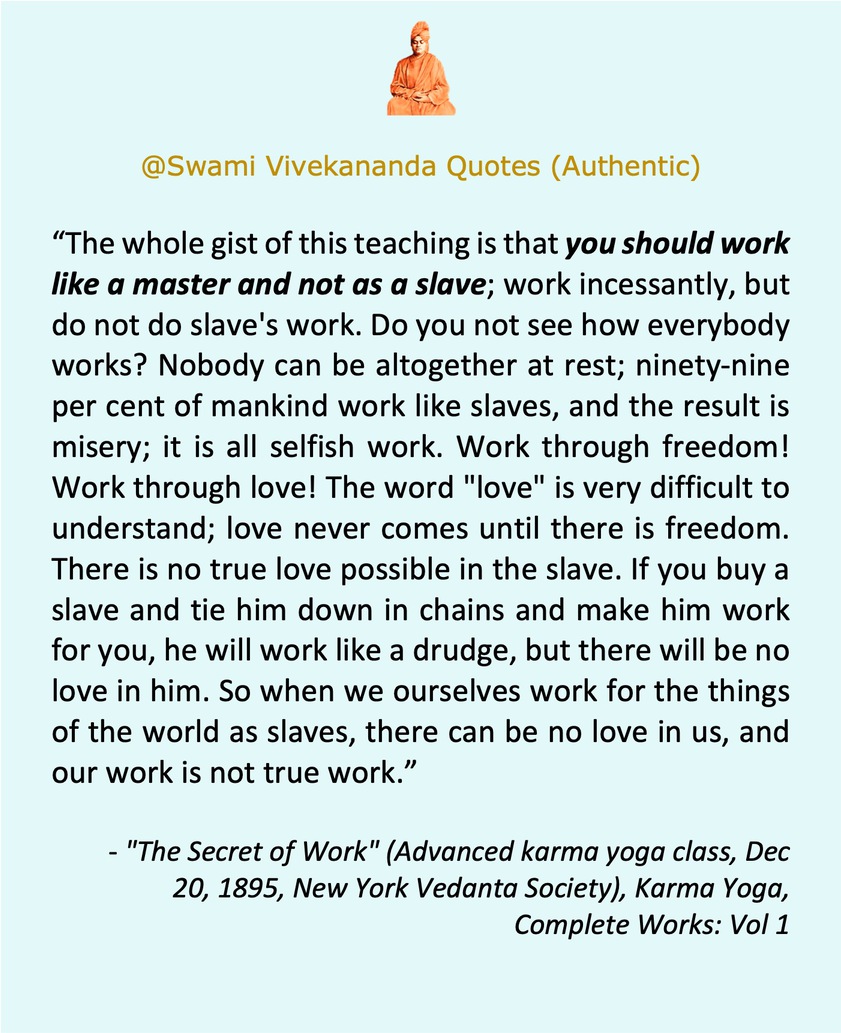 @Swami Vivekananda Quotes (Authentic)
“The whole gist of this teaching is that you should work
like a master and not as a slave; work incessantly, but
do not do slave's work. Do you not see how everybody
works? Nobody can be altogether at rest; ninety-nine
per cent of mankind work like slaves, and the result is
misery; it is all selfish work. Work through freedom!
Work through love! The word "love" is very difficult to
understand; love never comes until there is freedom.
There is no true love possible in the slave. If you buy a
slave and tie him down in chains and make him work
for you, he will work like a drudge, but there will be no
love in him. So when we ourselves work for the things
of the world as slaves, there can be no love in us, and
our work is not true work.”
- "The Secret of Work" (Advanced karma yoga class, Dec
20, 1895, New York Vedanta Society), Karma Yoga,
Complete Works: Vol 1